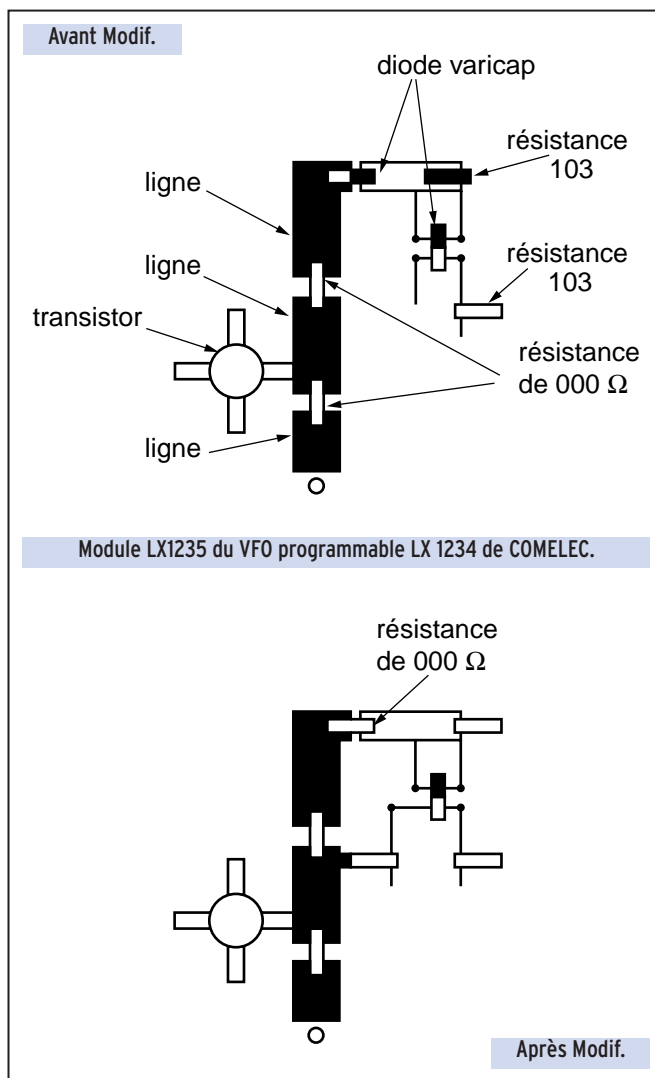 Avant Modif.
diode varicap
résistance
103
ligne
ligne
résistance
103
transistor
résistance
de 000 Ω
ligne
Module LX1235 du VFO programmable LX 1234 de COMELEC.
résistance
de 000 Ω
Après Modif.